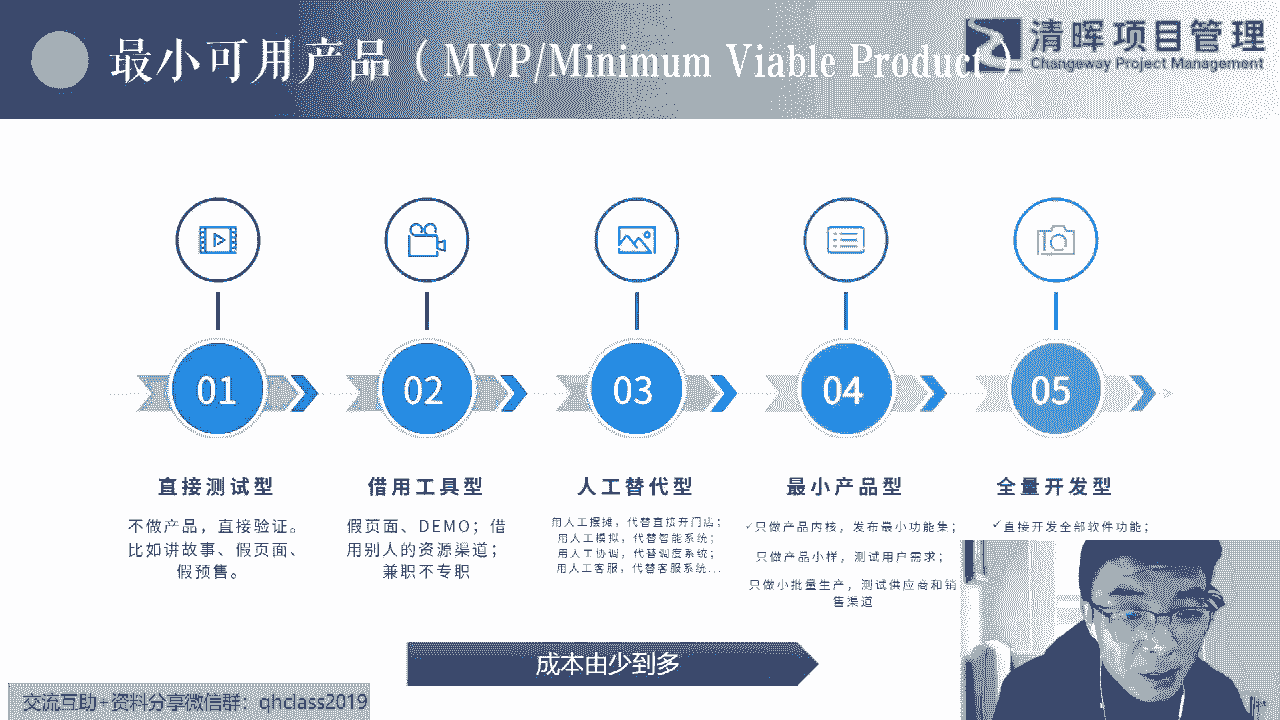 最小可用产品（MVP/Minimum Viable Product）
清晖项目管理
Changeway Project Management
01
02
03
04
05
直接测试型
不做产品，直接验证。
比如讲故事、假页面、
假预售。
借用工具型
假页面、DEMO；借
用别人的资源渠道；
兼职不专职
人工替代型
用人工摆摊，代替直接开门店；
用人工模拟，代替智能系统；
用人工协调，代替调度系统；
用人工客服，代替客服系统...
最小产品型
✓只做产品内核，发布最小功能集；
只做产品小样，测试用户需求；
只做小批量生产，测试供应商和销
售渠道
全量开发型
✓直接开发全部软件功能；
成本由少到多
交流互助+资料分享微信群：qhclass2019